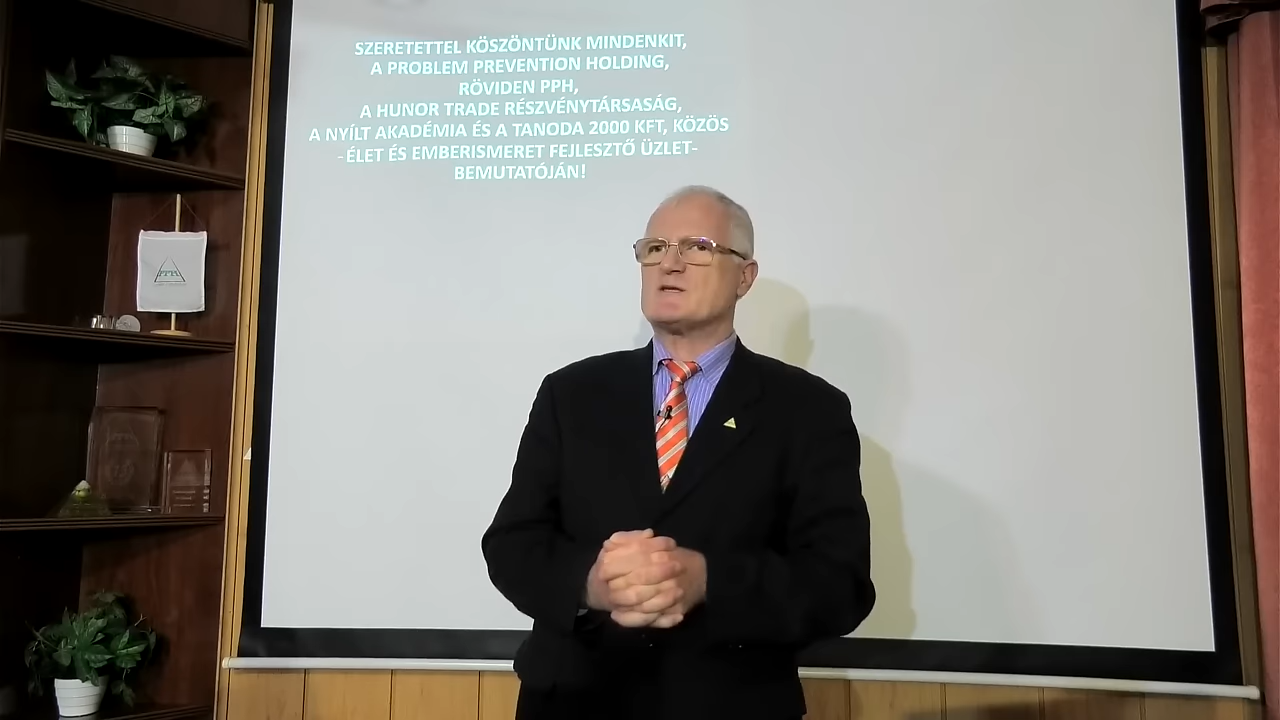 SZERETETTEL KÖSZÖNTÜNK MINDENKIT,
A PROBLEM PREVENTION HOLDING,
RÖVIDEN PPH,
A HUNOR TRADE RÉSZVÉNYTÁRSASÁG,
A NYÍLT AKADÉMIA ÉS A TANODA 2000 KFT, KÖZÖS
-ÉLET ÉS EMBERISMERET FEJLESZTŐ ÜZLET-
BEMUTATÓJÁN!